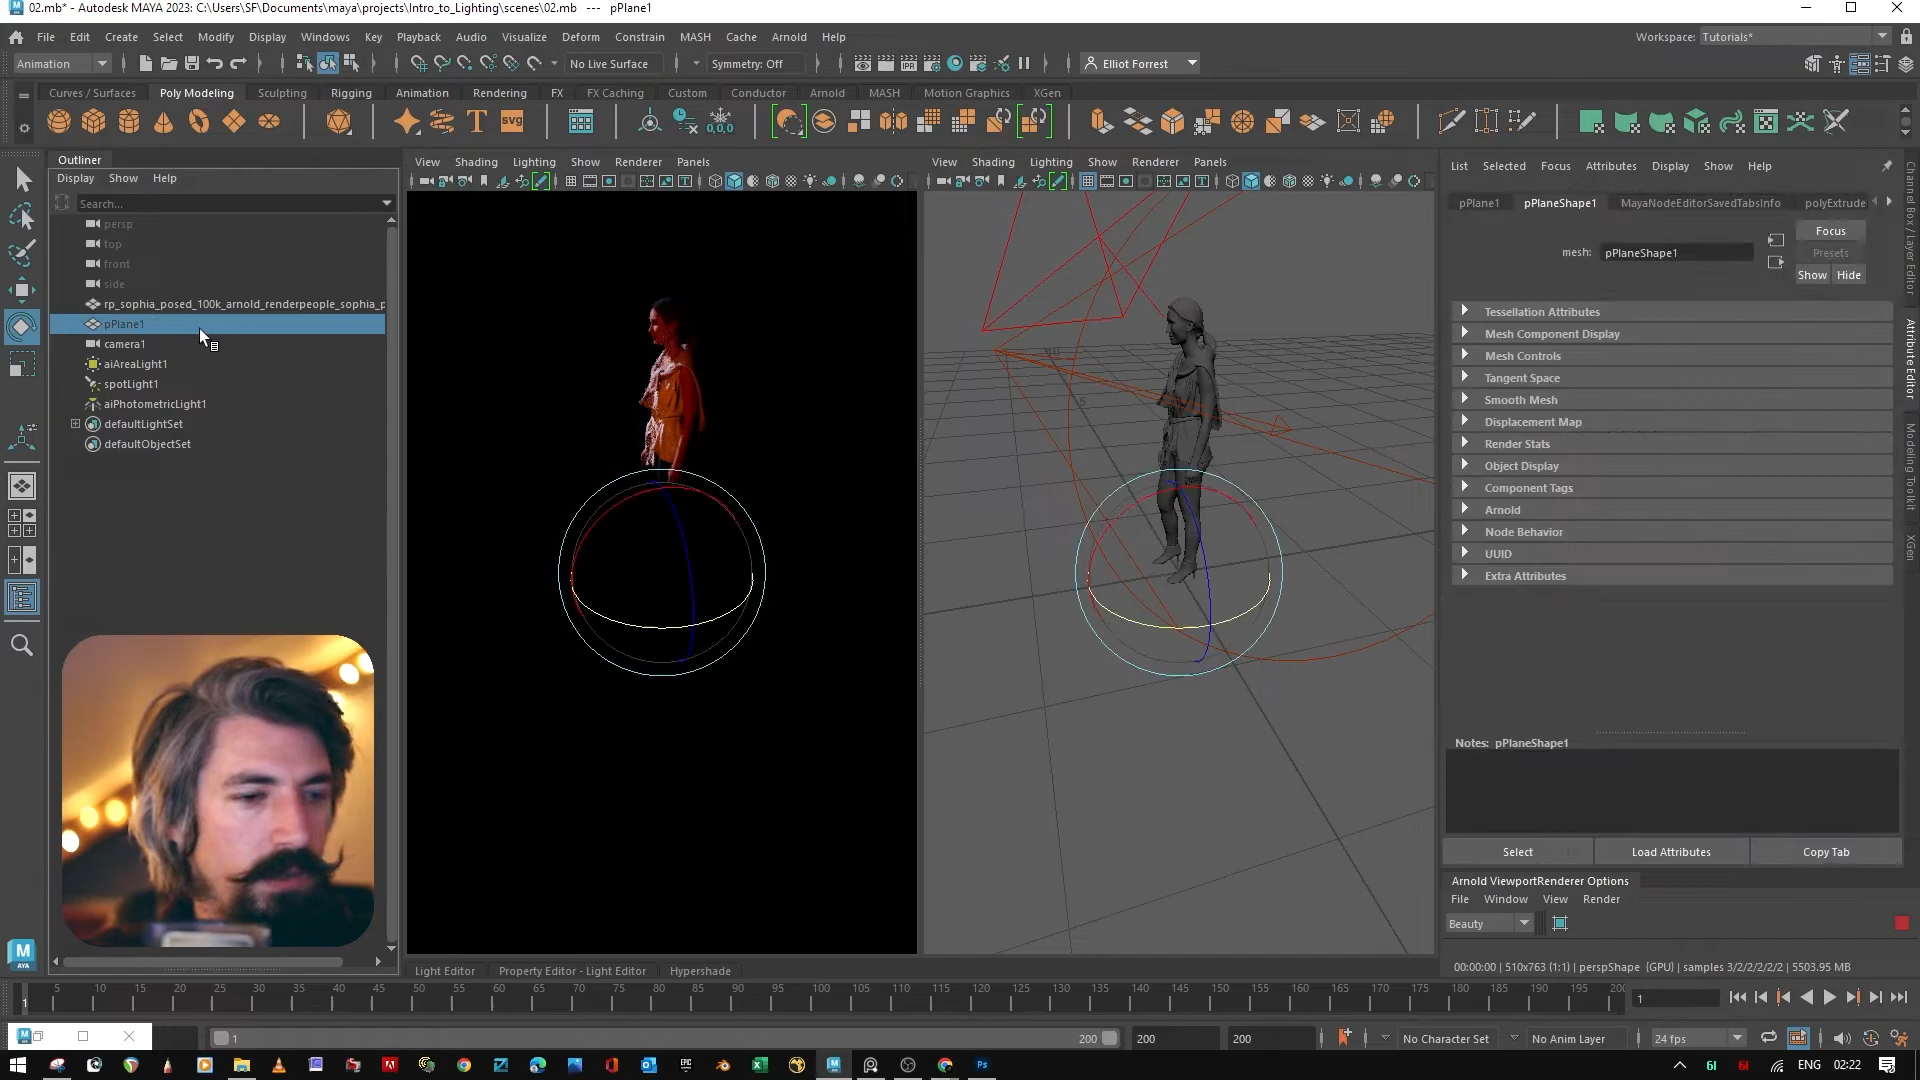 02.mb* - Autodesk MAYA 2023: C:\Users\SF\Documents\maya\projects\Intro_to_Lighting\scenes\02.mb --- pPlane1
File Edit Create Select Modify Display Windows Key Playback Audio Visualize Deform Constrain MASH Cache Arnold Help
Workspace: Tutorials*
Animation
No Live Surface
Symmetry: Off
Elliot Forrest
Curves / Surfaces Poly Modeling Sculpting Rigging Animation Rendering FX FX Caching Custom Conductor Arnold MASH Motion Graphics XGen
SVG
0,0,0
Outliner
Display Show Help
Search...
persp
top
front
side
rp_sophia_posed_100k_arnold_renderpeople_sophia_p
pPlane1
camera1
aiAreaLight1
spotLight1
aiPhotometricLight1
defaultLightSet
defaultObjectSet
View Shading Lighting Show Renderer Panels
View Shading Lighting Show Renderer Panels
List Selected Focus Attributes Display Show Help
pPlane1 pPlaneShape1 MayaNodeEditorSavedTabsInfo polyExtrude
mesh: pPlaneShape1
Focus
Presets
Show Hide
Tessellation Attributes
Mesh Component Display
Mesh Controls
Tangent Space
Smooth Mesh
Displacement Map
Render Stats
Object Display
Component Tags
Arnold
Node Behavior
UUID
Extra Attributes
Notes: pPlaneShape1
Select Load Attributes Copy Tab
Arnold ViewportRenderer Options
File Window View Render
Beauty
00:00:00 | 510x763 (1:1) | perspShape {GPU} | samples 3/2/2/2/2/2 | 5503.95 MB
Channel Box / Layer Editor
Attribute Editor
Modeling Toolkit
XGen
Light Editor Property Editor - Light Editor Hypershade
1 5 10 15 20 25 30 35 40 45 50 55 60 65 70 75 80 85 90 95 100 105 110 115 120 125 130 135 140 145 150 155 160 165 170 175 180 185 190 195 200
1
1 200 200 200
No Character Set
No Anim Layer
24 fps
ENG 02:22